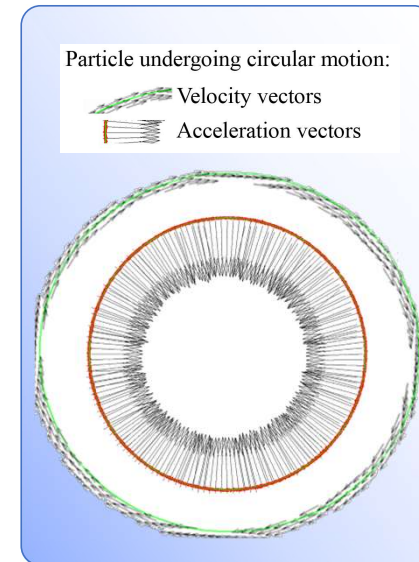 Particle undergoing circular motion:
Velocity vectors
Acceleration vectors